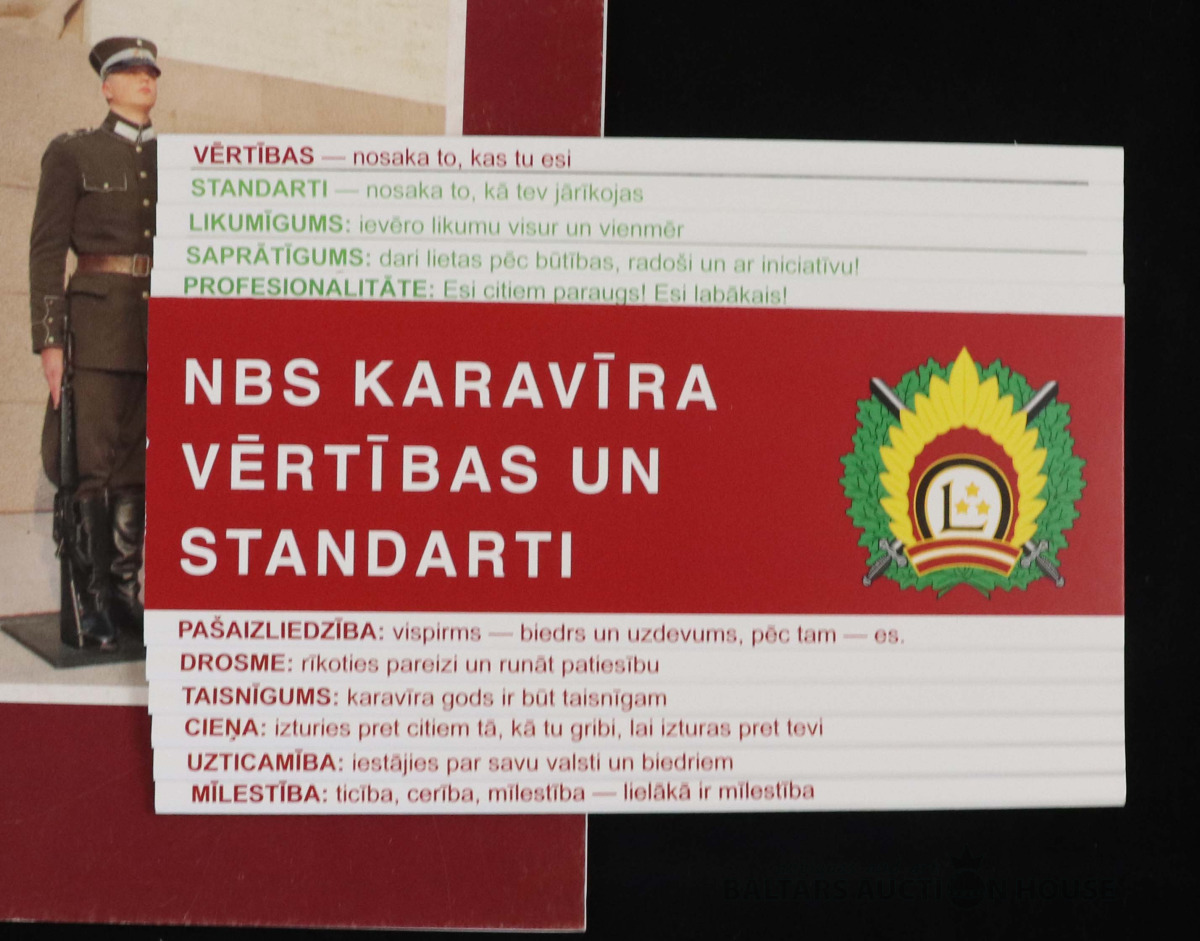 VĒRTĪBAS — nosaka to, kas tu esi
STANDARTI — nosaka to, kā tev jārīkojas
LIKUMĪGUMS: ievēro likumu visur un vienmēr
SAPRĀTĪGUMS: dari lietas pēc būtības, radoši un ar iniciatīvu!
PROFESIONALITĀTE: Esi citiem paraugs! Esi labākais!
NBS KARAVĪRA
VĒRTĪBAS UN
STANDARTI
L
PAŠAIZLIEDZĪBA: vispirms — biedrs un uzdevums, pēc tam — es.
DROSME: rīkoties pareizi un runāt patiesību
TAISNĪGUMS: karavīra gods ir būt taisnīgam
CIEŅA: izturies pret citiem tā, kā tu gribi, lai izturas pret tevi
UZTICAMĪBA: iestājies par savu valsti un biedriem
MĪLESTĪBA: ticība, cerība, mīlestība — lielākā ir mīlestība
BALTARS AUCTION HOUSE